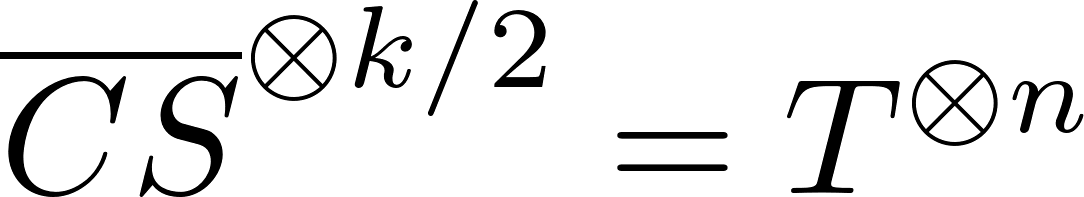 $\overline{CS}^{\otimes k/2} = T^{\otimes n}$